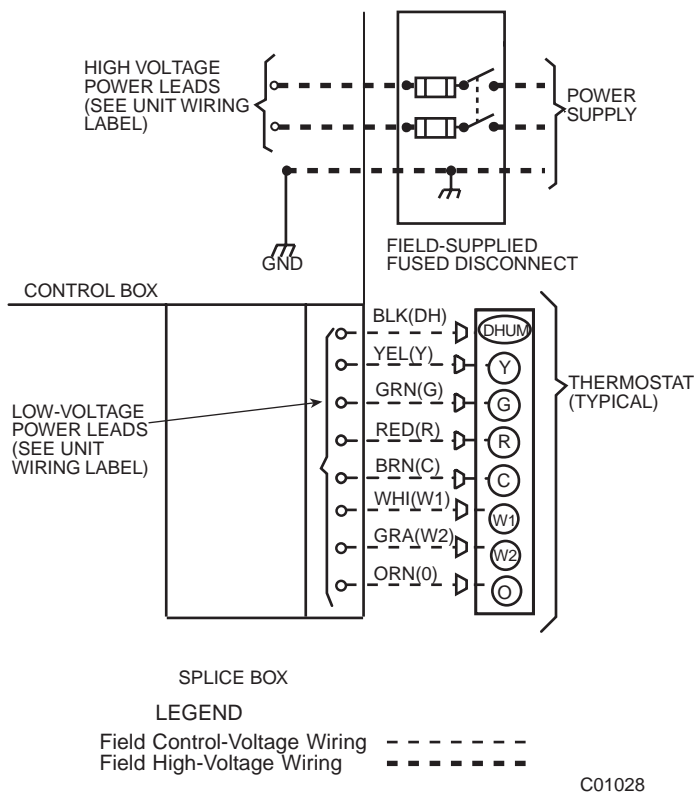 HIGH VOLTAGE
POWER LEADS
(SEE UNIT WIRING
LABEL)
POWER
SUPPLY
GND
FIELD-SUPPLIED
FUSED DISCONNECT
CONTROL BOX
LOW-VOLTAGE
POWER LEADS
(SEE UNIT
WIRING LABEL)
BLK(DH)
DHUM
YEL(Y)
Y
GRN(G)
G
RED(R)
R
BRN(C)
C
WHI(W1)
W1
GRA(W2)
W2
ORN(0)
O
THERMOSTAT
(TYPICAL)
SPLICE BOX
LEGEND
Field Control-Voltage Wiring
Field High-Voltage Wiring
C01028